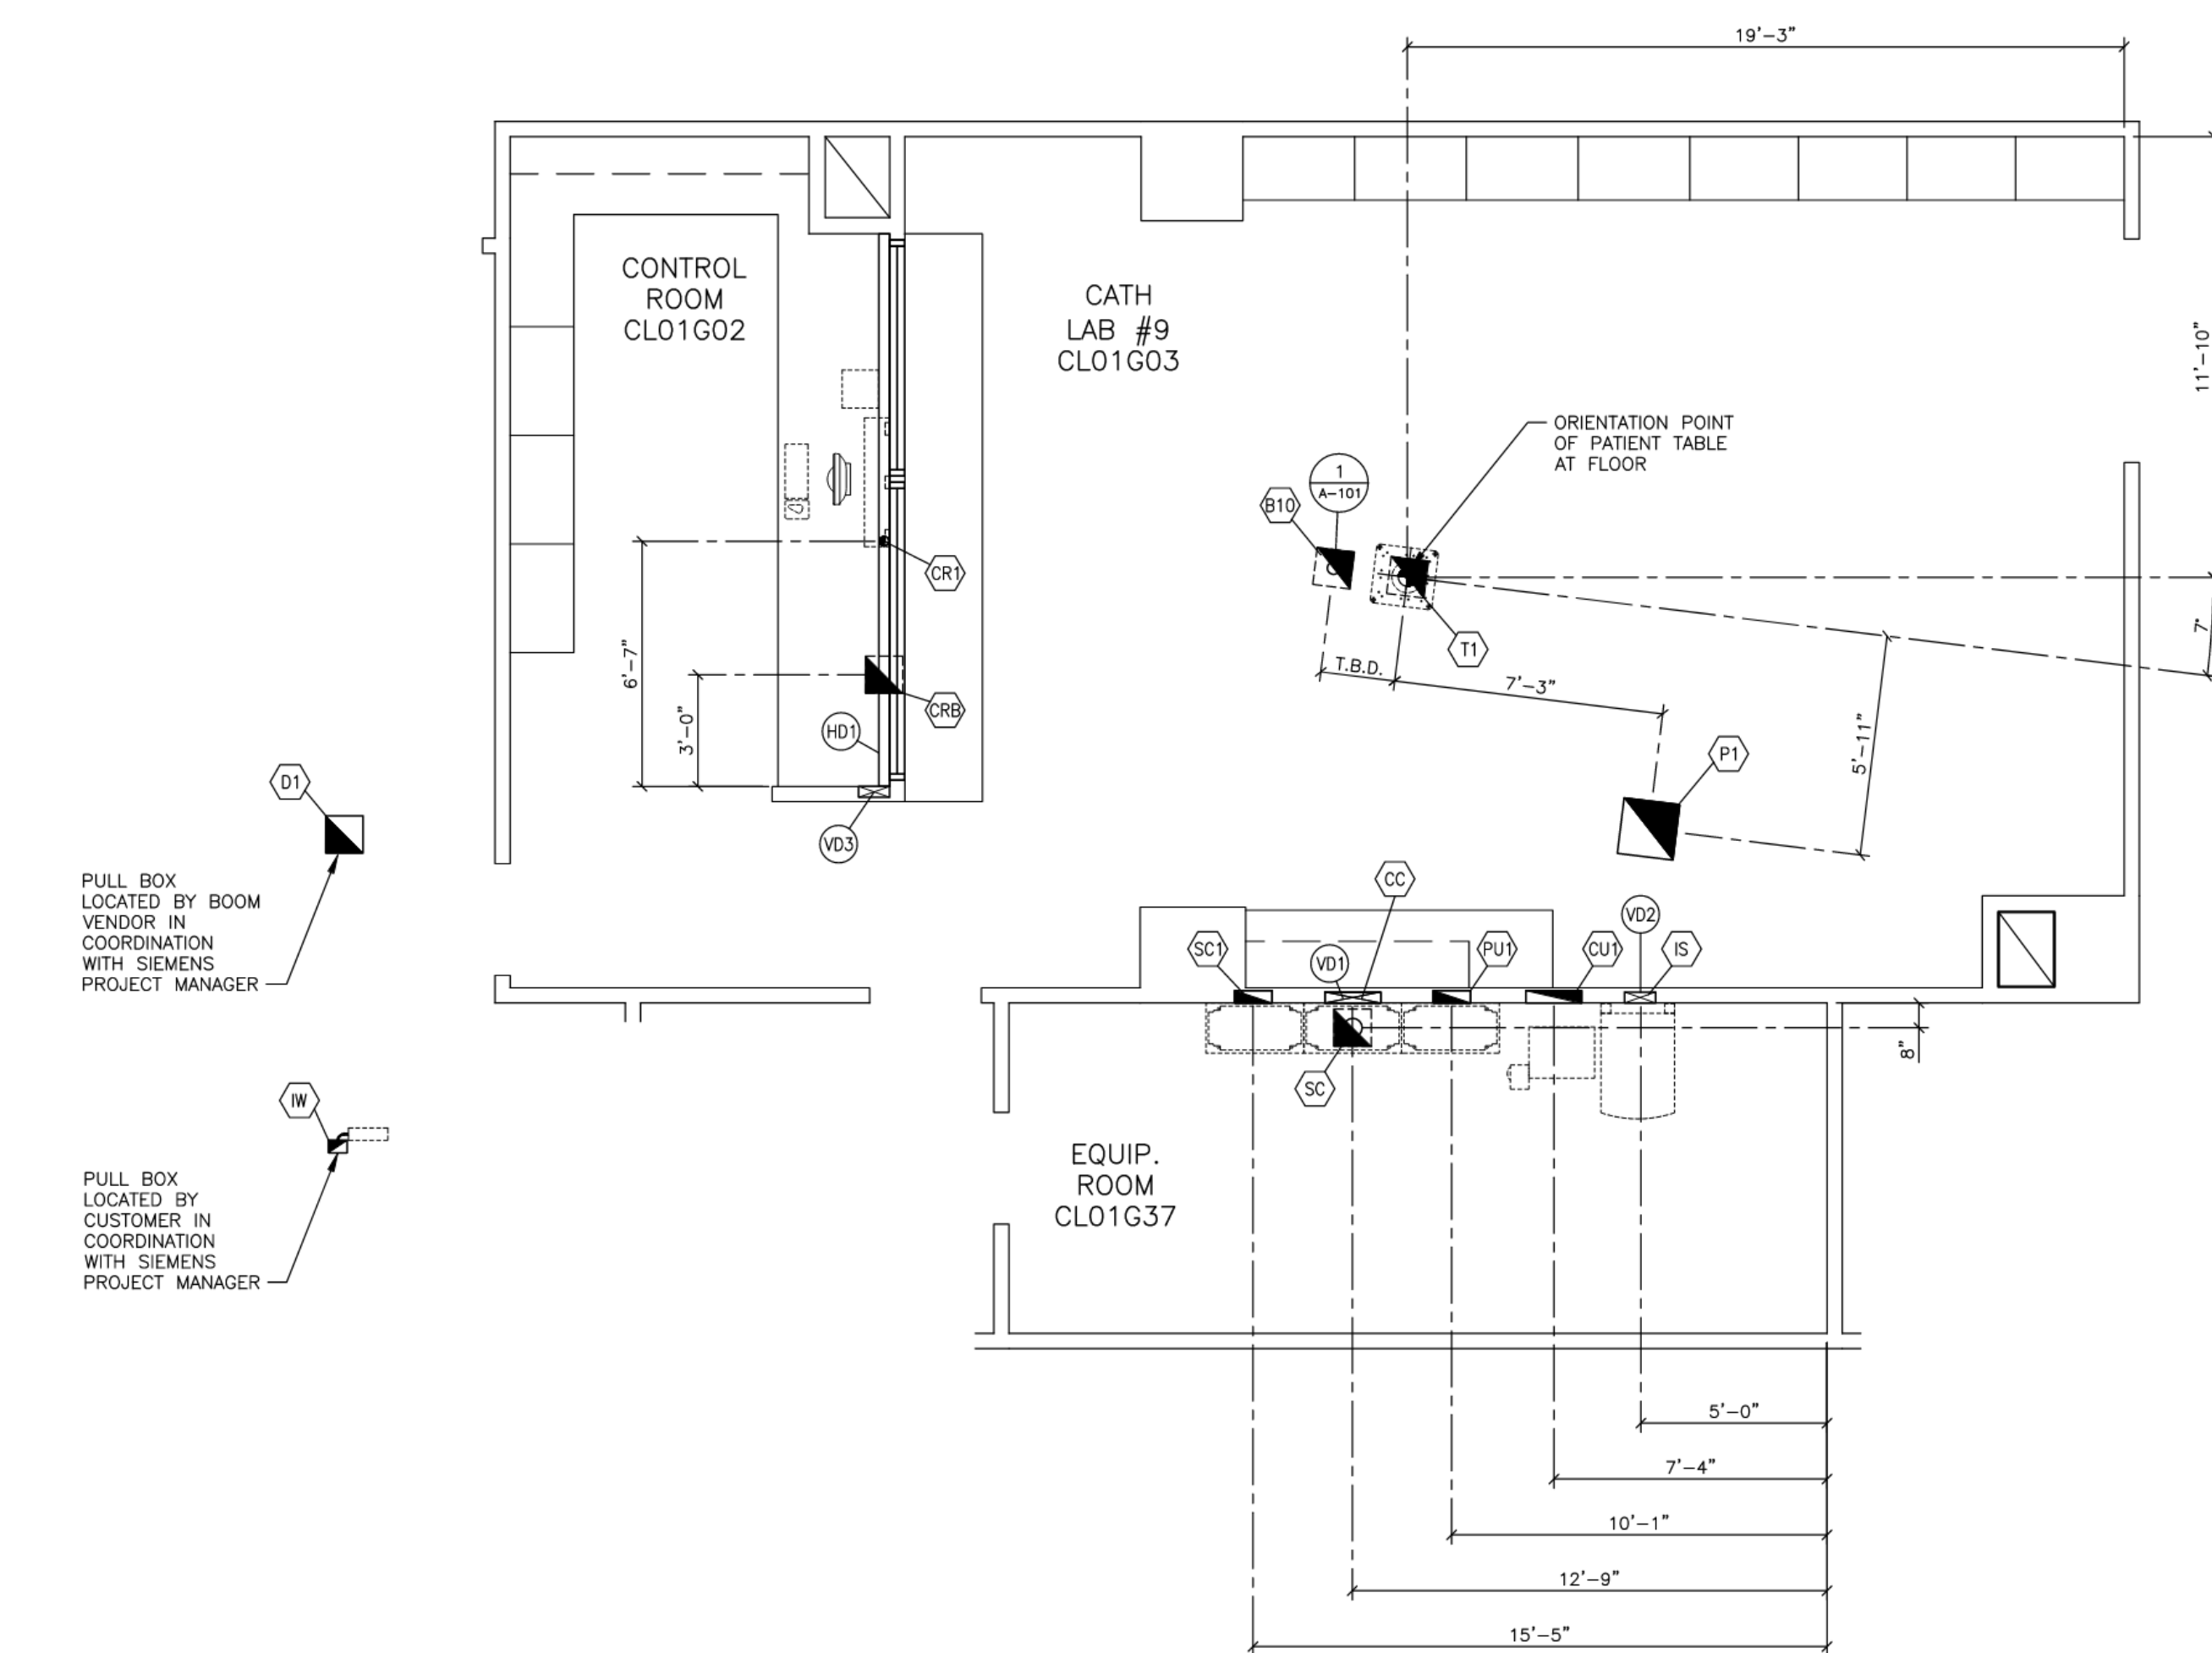 19'-3"
CONTROL
ROOM
CL01G02
CATH
LAB #9
CL01G03
11'-10"
ORIENTATION POINT
OF PATIENT TABLE
AT FLOOR
1
A-101
B10
CR1
T1
7°
6'-7"
T.B.D.
7'-3"
CRB
3'-0"
HD1
5'-11"
P1
D1
VD3
PULL BOX
LOCATED BY BOOM
VENDOR IN
COORDINATION
WITH SIEMENS
PROJECT MANAGER
CC
VD2
SC1
VD1
PU1
CU1
IS
8"
SC
IW
PULL BOX
LOCATED BY
CUSTOMER IN
COORDINATION
WITH SIEMENS
PROJECT MANAGER
EQUIP.
ROOM
CL01G37
5'-0"
7'-4"
10'-1"
12'-9"
15'-5"